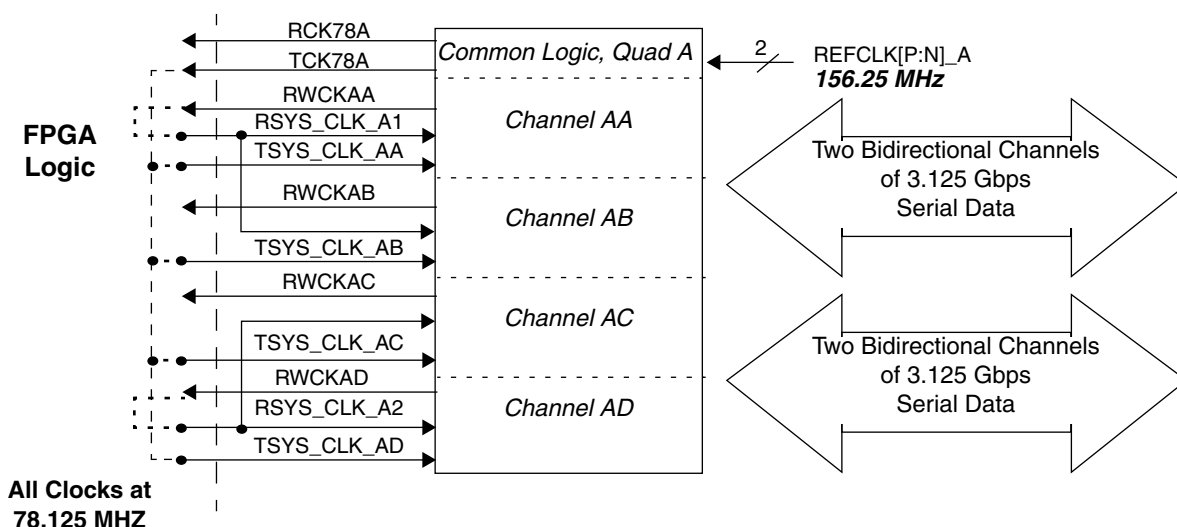 RCK78A
Common Logic, Quad A
2
REFCLK[P:N]_A
156.25 MHz
TCK78A
RWCKAA
FPGA
Logic
RSYS_CLK_A1
Channel AA
TSYS_CLK_AA
Two Bidirectional Channels
of 3.125 Gbps
Serial Data
RWCKAB
Channel AB
TSYS_CLK_AB
RWCKAC
Channel AC
TSYS_CLK_AC
Two Bidirectional Channels
of 3.125 Gbps
Serial Data
RWCKAD
RSYS_CLK_A2
Channel AD
TSYS_CLK_AD
All Clocks at
78.125 MHZ